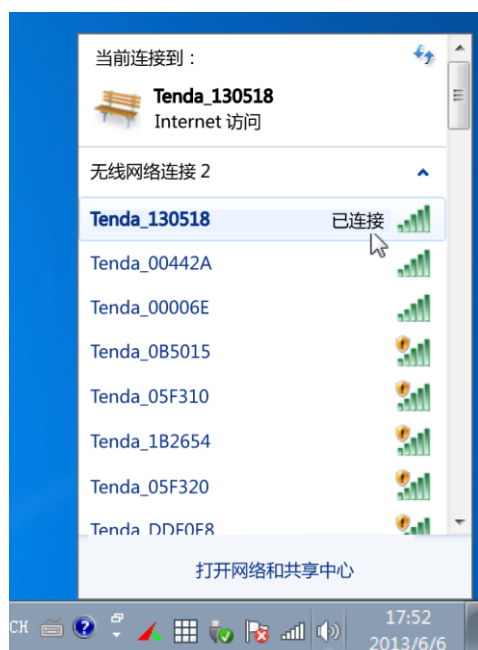 当前连接到：
Tenda_130518
Internet 访问
无线网络连接 2
Tenda_130518 已连接
Tenda_00442A
Tenda_00006E
Tenda_0B5015
Tenda_05F310
Tenda_1B2654
Tenda_05F320
Tenda_DDF0F8
打开网络和共享中心
CH
17:52
2013/6/6